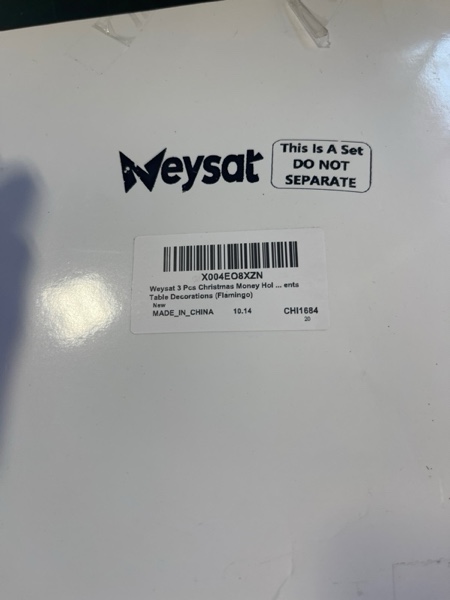 Weysat
This Is A Set
DO NOT
SEPARATE
X004EO8XZN
Weysat 3 Pcs Christmas Money Hol ... ents
Table Decorations (Flamingo)
New
MADE_IN_CHINA 10.14 CHI1684
20